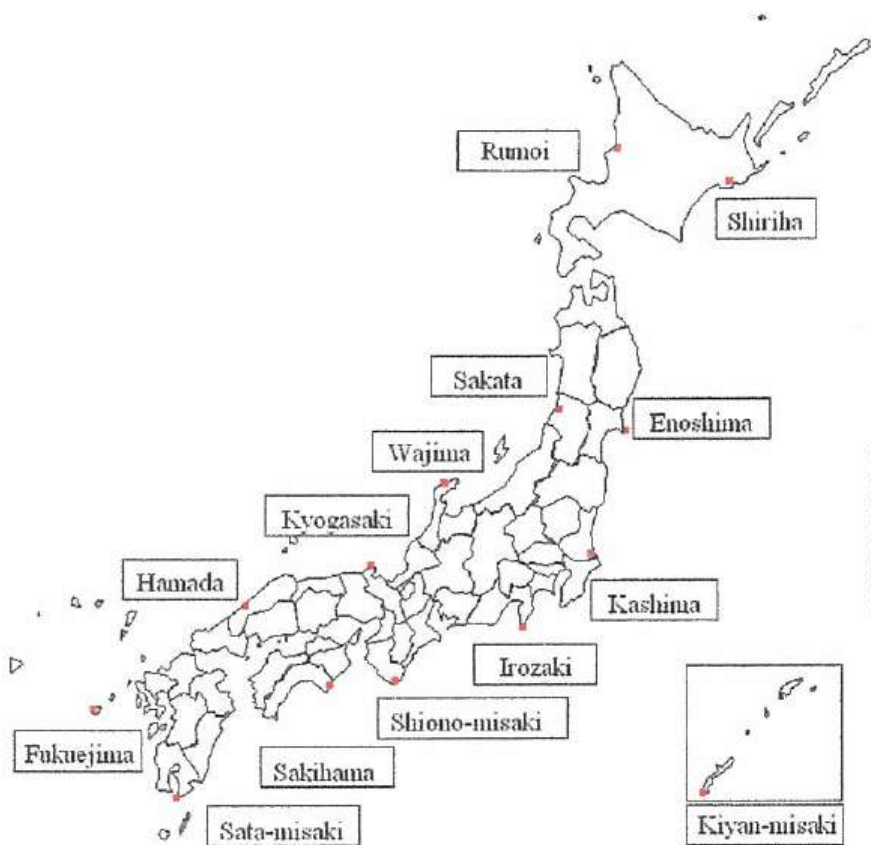 Rumoi
Shiriha
Sakata
Enoshima
Wajima
Kyogasaki
Hamada
Kashima
Irozaki
Shiono-misaki
Fukuejima
Sakihama
Sata-misaki
Kiyan-misaki